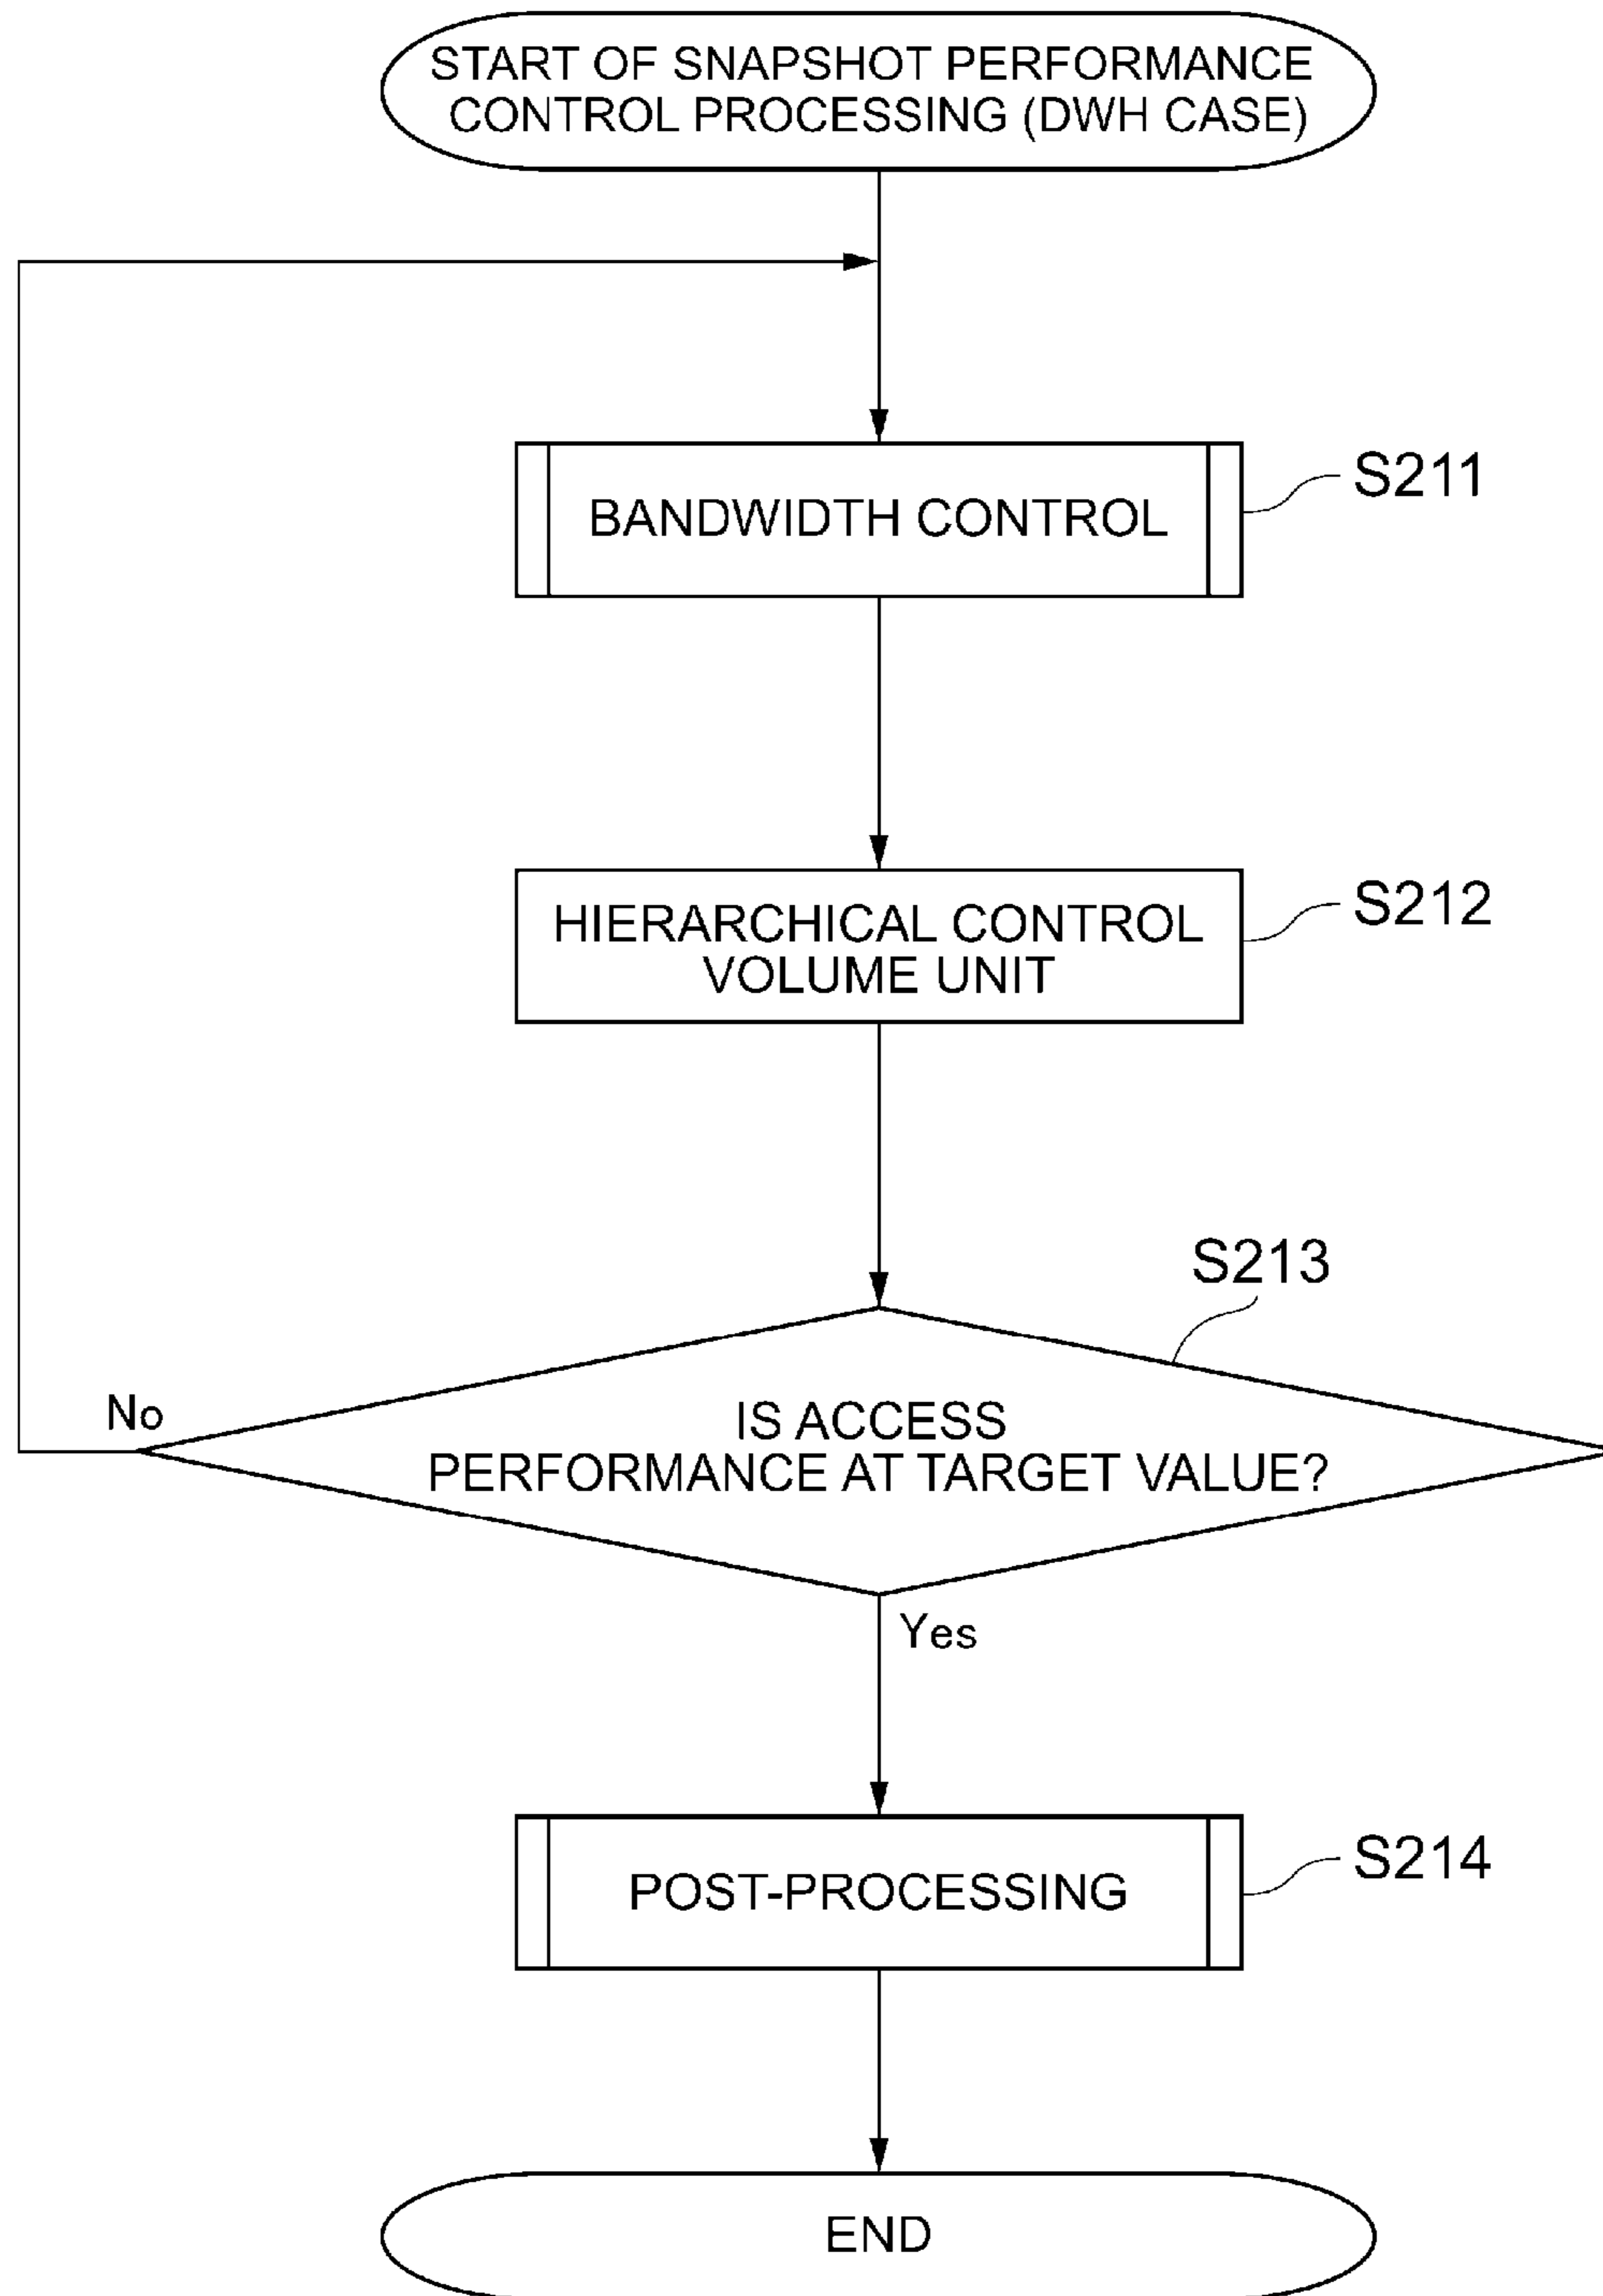 START OF SNAPSHOT PERFORMANCE
CONTROL PROCESSING (DWH CASE)
BANDWIDTH CONTROL
S211
HIERARCHICAL CONTROL
VOLUME UNIT
S212
S213
No
IS ACCESS
PERFORMANCE AT TARGET VALUE?
Yes
POST-PROCESSING
S214
END